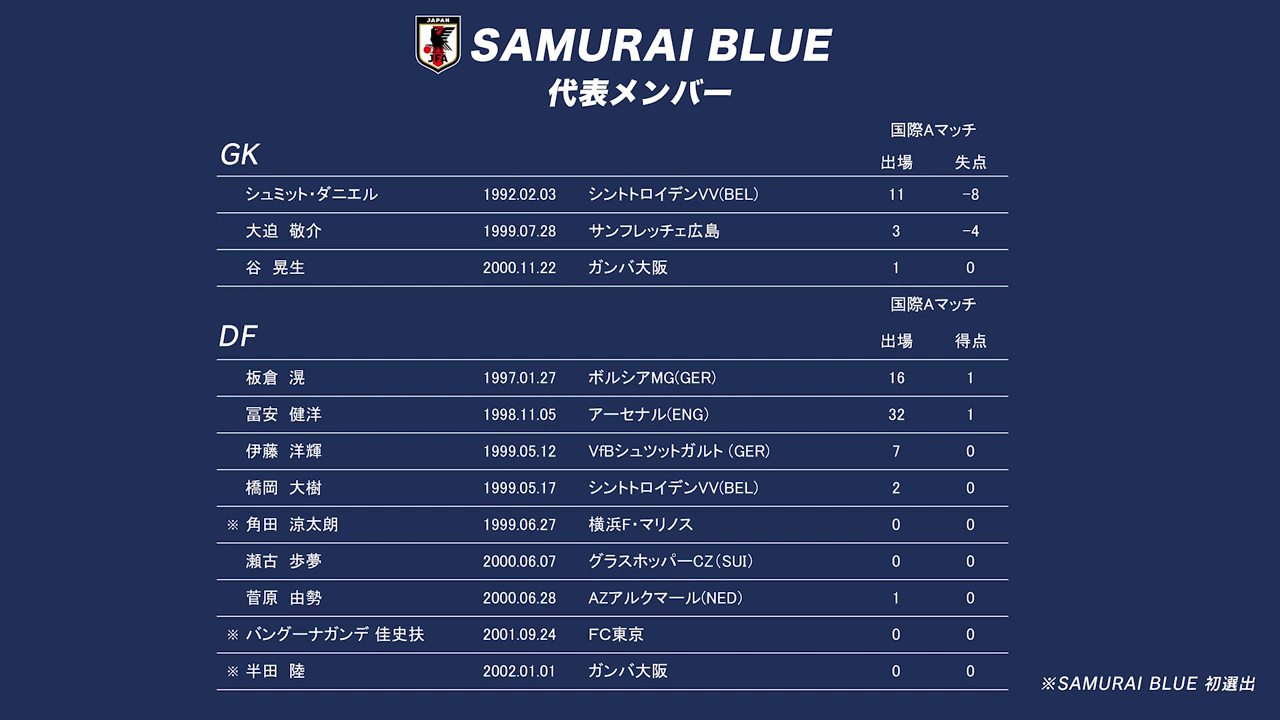 JAPAN
JFA
SAMURAI BLUE
代表メンバー
国際Aマッチ
GK 出場 失点
シュミット・ダニエル 1992.02.03 シントトロイデンVV(BEL) 11 -8
大迫 敬介 1999.07.28 サンフレッチェ広島 3 -4
谷 晃生 2000.11.22 ガンバ大阪 1 0
国際Aマッチ
DF 出場 得点
板倉 滉 1997.01.27 ボルシアMG(GER) 16 1
冨安 健洋 1998.11.05 アーセナル(ENG) 32 1
伊藤 洋輝 1999.05.12 VfBシュツットガルト (GER) 7 0
橋岡 大樹 1999.05.17 シントトロイデンVV(BEL) 2 0
※ 角田 涼太朗 1999.06.27 横浜F・マリノス 0 0
瀬古 歩夢 2000.06.07 グラスホッパーCZ(SUI) 0 0
菅原 由勢 2000.06.28 AZアルクマール(NED) 1 0
※ バングーナガンデ 佳史扶 2001.09.24 FC東京 0 0
※ 半田 陸 2002.01.01 ガンバ大阪 0 0
※SAMURAI BLUE 初選出